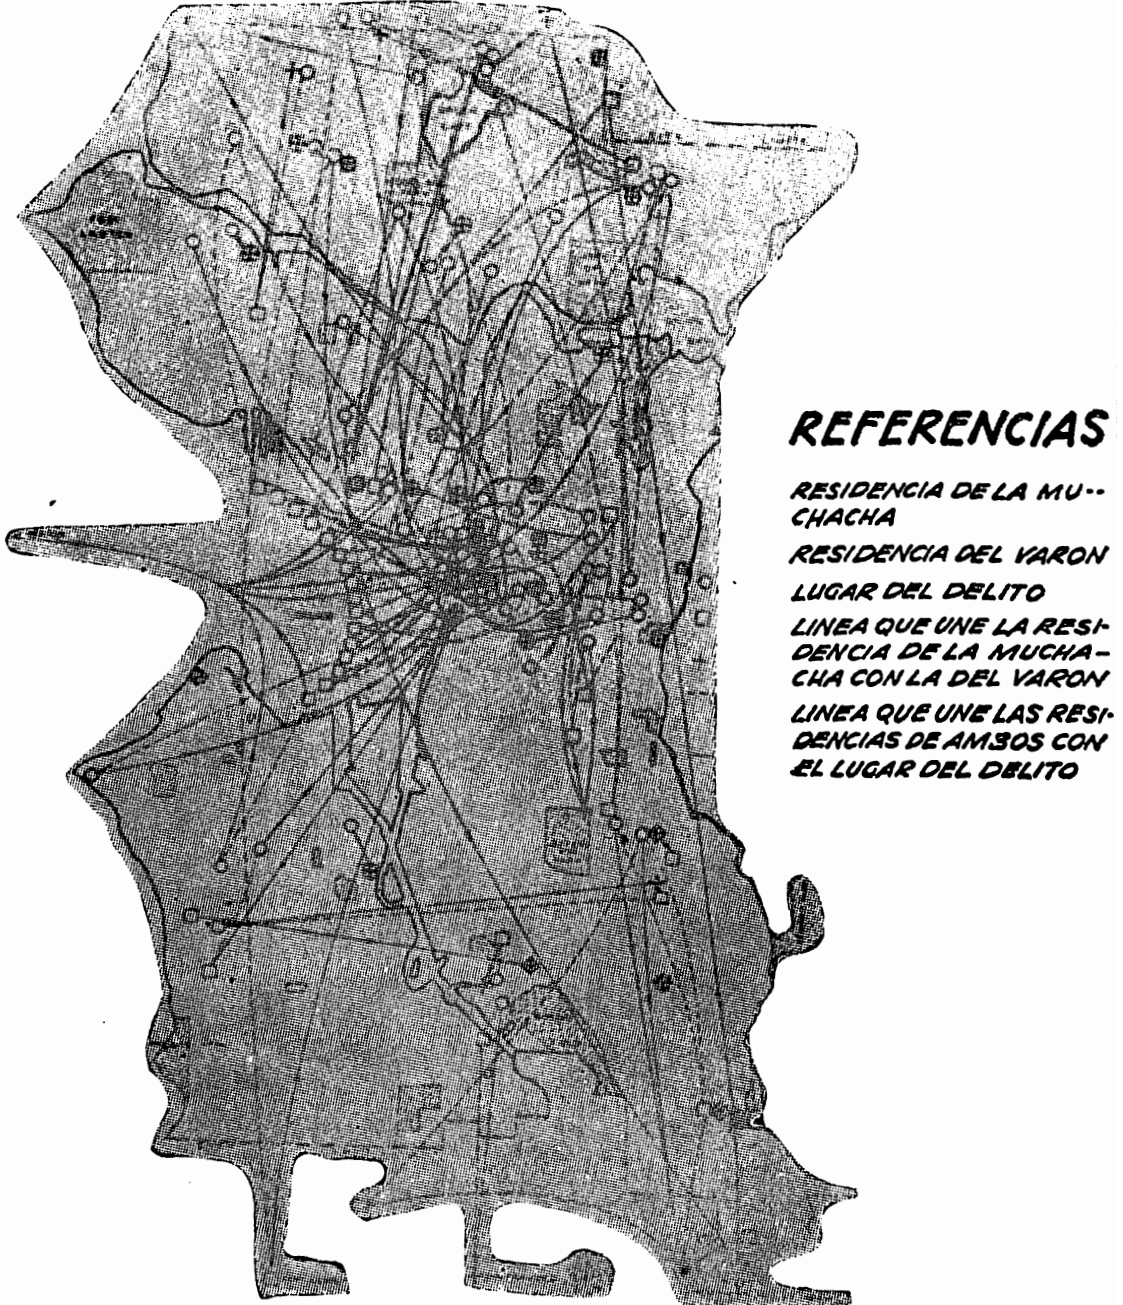 REFERENCIAS
RESIDENCIA DE LA MU--
CHACHA
RESIDENCIA DEL VARON
LUGAR DEL DELITO
LINEA QUE UNE LA RESI-
DENCIA DE LA MUCHA-
CHA CON LA DEL VARON
LINEA QUE UNE LAS RESI-
DENCIAS DE AMBOS CON
EL LUGAR DEL DELITO